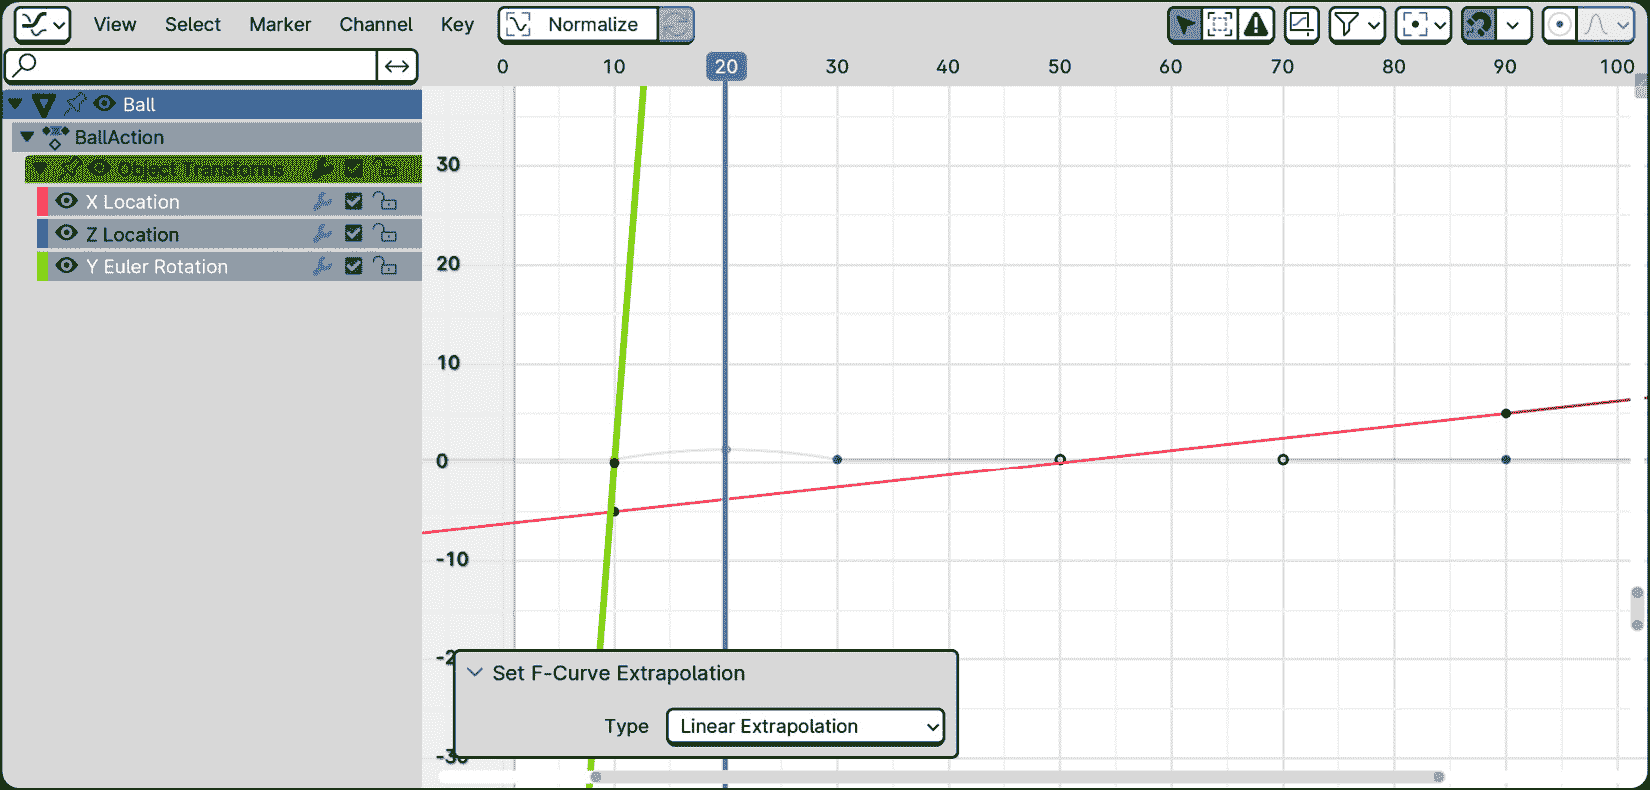 View Select Marker Channel Key Normalize
0 10 20 30 40 50 60 70 80 90 100
Ball
BallAction
Object Transforms
X Location
Z Location
Y Euler Rotation
30
20
10
0
-10
Set F-Curve Extrapolation
Type Linear Extrapolation